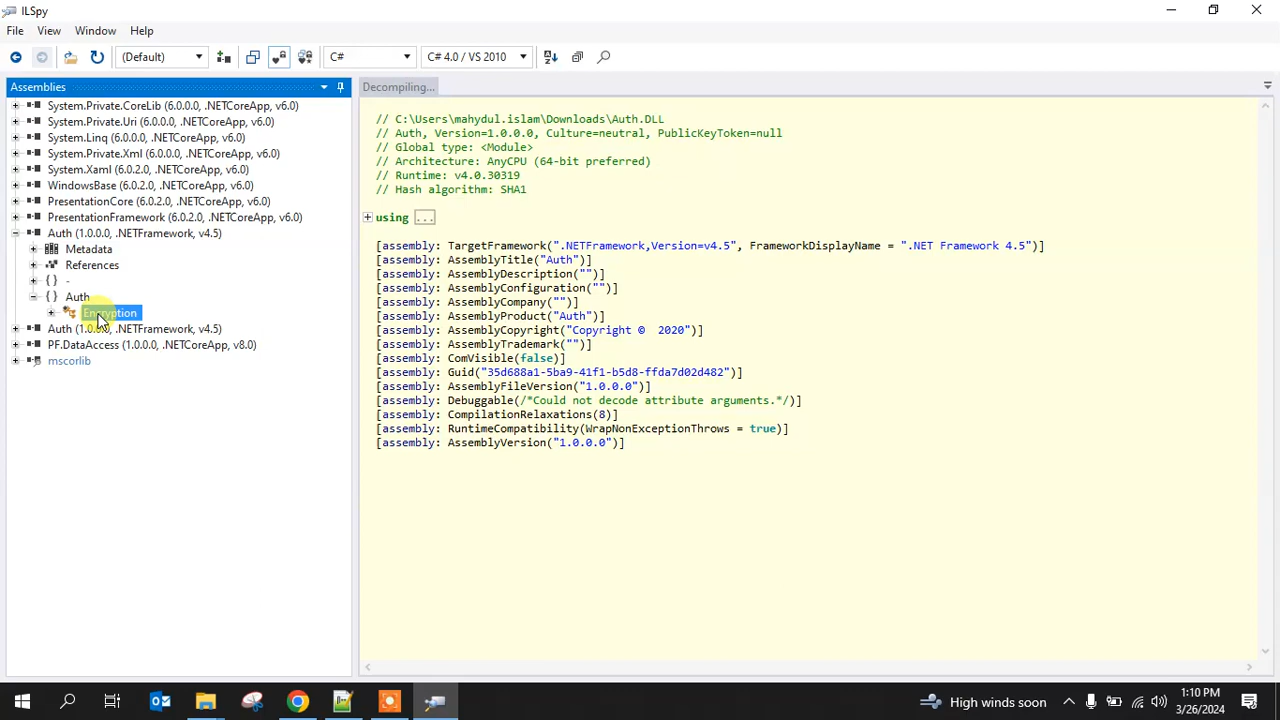 ILSpy
File View Window Help
(Default) C# C# 4.0 / VS 2010
Assemblies
System.Private.CoreLib (6.0.0.0, .NETCoreApp, v6.0)
System.Private.Uri (6.0.0.0, .NETCoreApp, v6.0)
System.Linq (6.0.0.0, .NETCoreApp, v6.0)
System.Private.Xml (6.0.0.0, .NETCoreApp, v6.0)
System.Xaml (6.0.2.0, .NETCoreApp, v6.0)
WindowsBase (6.0.2.0, .NETCoreApp, v6.0)
PresentationCore (6.0.2.0, .NETCoreApp, v6.0)
PresentationFramework (6.0.2.0, .NETCoreApp, v6.0)
Auth (1.0.0.0, .NETFramework, v4.5)
Metadata
References
{ } -
{ } Auth
Encryption
Auth (1.0.0.0, .NETFramework, v4.5)
PF.DataAccess (1.0.0.0, .NETCoreApp, v8.0)
mscorlib
Decompiling...
// C:\Users\mahydul.islam\Downloads\Auth.DLL
// Auth, Version=1.0.0.0, Culture=neutral, PublicKeyToken=null
// Global type: <Module>
// Architecture: AnyCPU (64-bit preferred)
// Runtime: v4.0.30319
// Hash algorithm: SHA1
using ...
[assembly: TargetFramework(".NETFramework,Version=v4.5", FrameworkDisplayName = ".NET Framework 4.5")]
[assembly: AssemblyTitle("Auth")]
[assembly: AssemblyDescription("")]
[assembly: AssemblyConfiguration("")]
[assembly: AssemblyCompany("")]
[assembly: AssemblyProduct("Auth")]
[assembly: AssemblyCopyright("Copyright ©  2020")]
[assembly: AssemblyTrademark("")]
[assembly: ComVisible(false)]
[assembly: Guid("35d688a1-5ba9-41f1-b5d8-ffda7d02d482")]
[assembly: AssemblyFileVersion("1.0.0.0")]
[assembly: Debuggable(/*Could not decode attribute arguments.*/)]
[assembly: CompilationRelaxations(8)]
[assembly: RuntimeCompatibility(WrapNonExceptionThrows = true)]
[assembly: AssemblyVersion("1.0.0.0")]
High winds soon
1:10 PM
3/26/2024